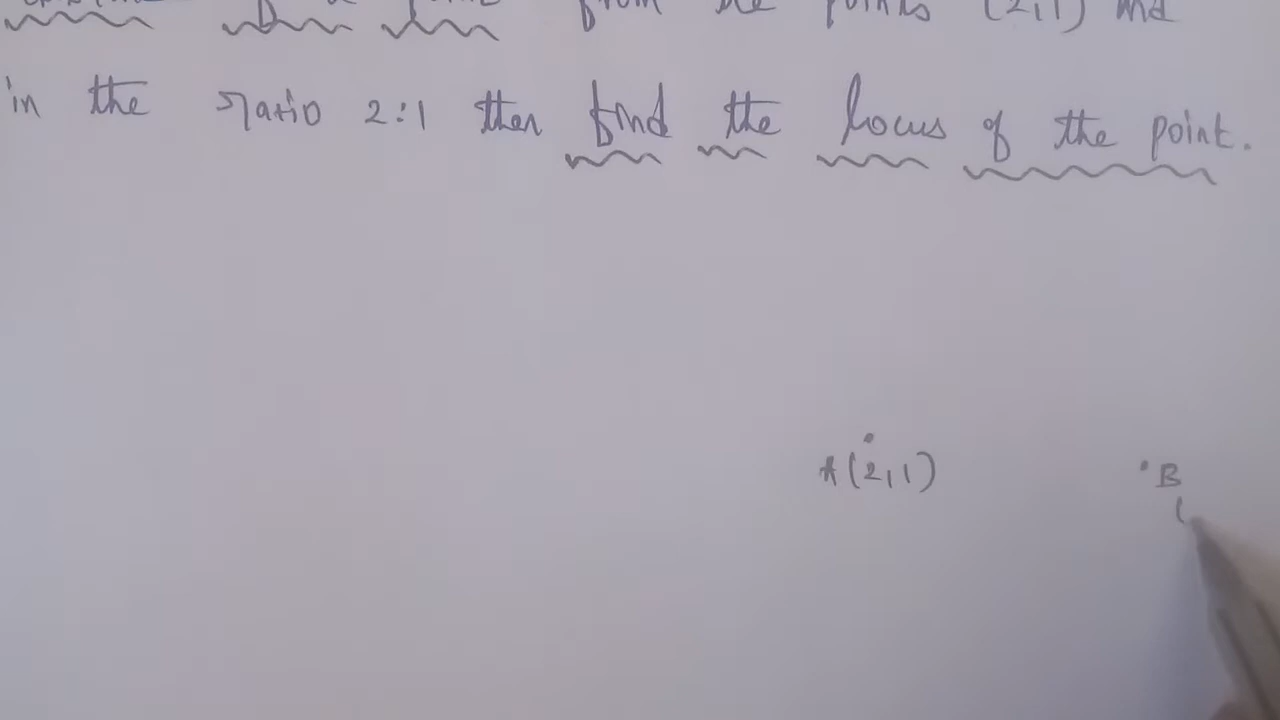 from the points (2,1) and
in the ratio 2:1 then find the locus of the point.
A(2,1)
B
(